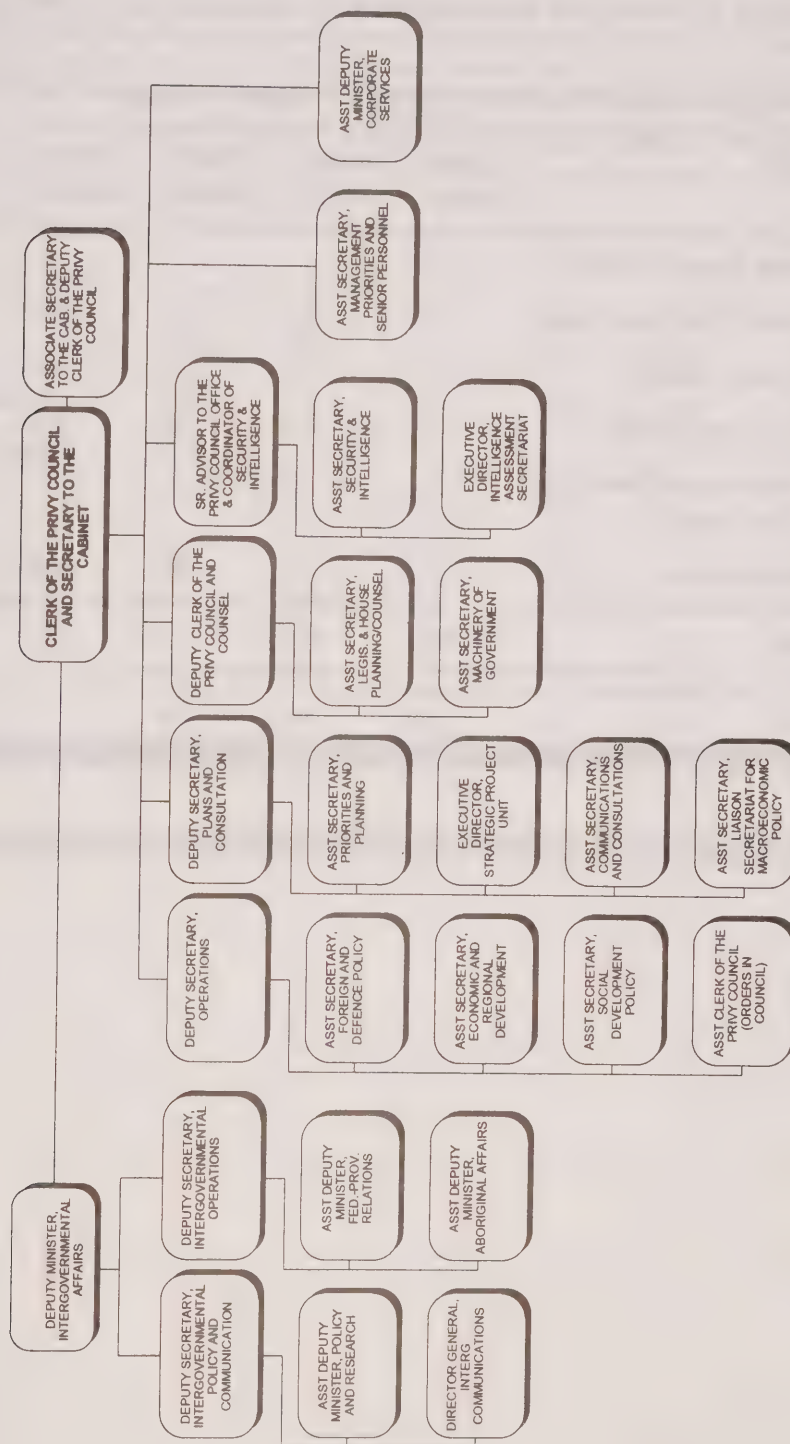 CLERK OF THE PRIVY COUNCIL
AND SECRETARY TO THE
CABINET
ASSOCIATE SECRETARY
TO THE CAB. & DEPUTY
CLERK OF THE PRIVY
COUNCIL
DEPUTY MINISTER,
INTERGOVERNMENTAL
AFFAIRS
DEPUTY SECRETARY,
INTERGOVERNMENTAL
POLICY AND
COMMUNICATION
ASST DEPUTY
MINISTER, POLICY
AND RESEARCH
DIRECTOR GENERAL,
INTERG
COMMUNICATIONS
DEPUTY SECRETARY,
INTERGOVERNMENTAL
OPERATIONS
ASST DEPUTY
MINISTER,
FED.-PROV.
RELATIONS
ASST DEPUTY
MINISTER,
ABORIGINAL AFFAIRS
DEPUTY SECRETARY,
OPERATIONS
ASST SECRETARY,
FOREIGN AND
DEFENCE POLICY
ASST SECRETARY,
ECONOMIC AND
REGIONAL
DEVELOPMENT
ASST SECRETARY,
SOCIAL
DEVELOPMENT
POLICY
ASST CLERK OF THE
PRIVY COUNCIL
(ORDERS IN
COUNCIL)
DEPUTY SECRETARY,
PLANS AND
CONSULTATION
ASST SECRETARY,
PRIORITIES AND
PLANNING
EXECUTIVE
DIRECTOR,
STRATEGIC PROJECT
UNIT
ASST SECRETARY,
COMMUNICATIONS
AND CONSULTATIONS
ASST SECRETARY,
LIAISON
SECRETARIAT FOR
MACROECONOMIC
POLICY
DEPUTY CLERK OF THE
PRIVY COUNCIL AND
COUNSEL
ASST SECRETARY,
LEGIS. & HOUSE
PLANNING/COUNSEL
ASST SECRETARY,
MACHINERY OF
GOVERNMENT
SR. ADVISOR TO THE
PRIVY COUNCIL OFFICE
& COORDINATOR OF
SECURITY &
INTELLIGENCE
ASST SECRETARY,
SECURITY &
INTELLIGENCE
EXECUTIVE
DIRECTOR,
INTELLIGENCE
ASSESSMENT
SECRETARIAT
ASST SECRETARY,
MANAGEMENT
PRIORITIES AND
SENIOR PERSONNEL
ASST DEPUTY
MINISTER,
CORPORATE
SERVICES